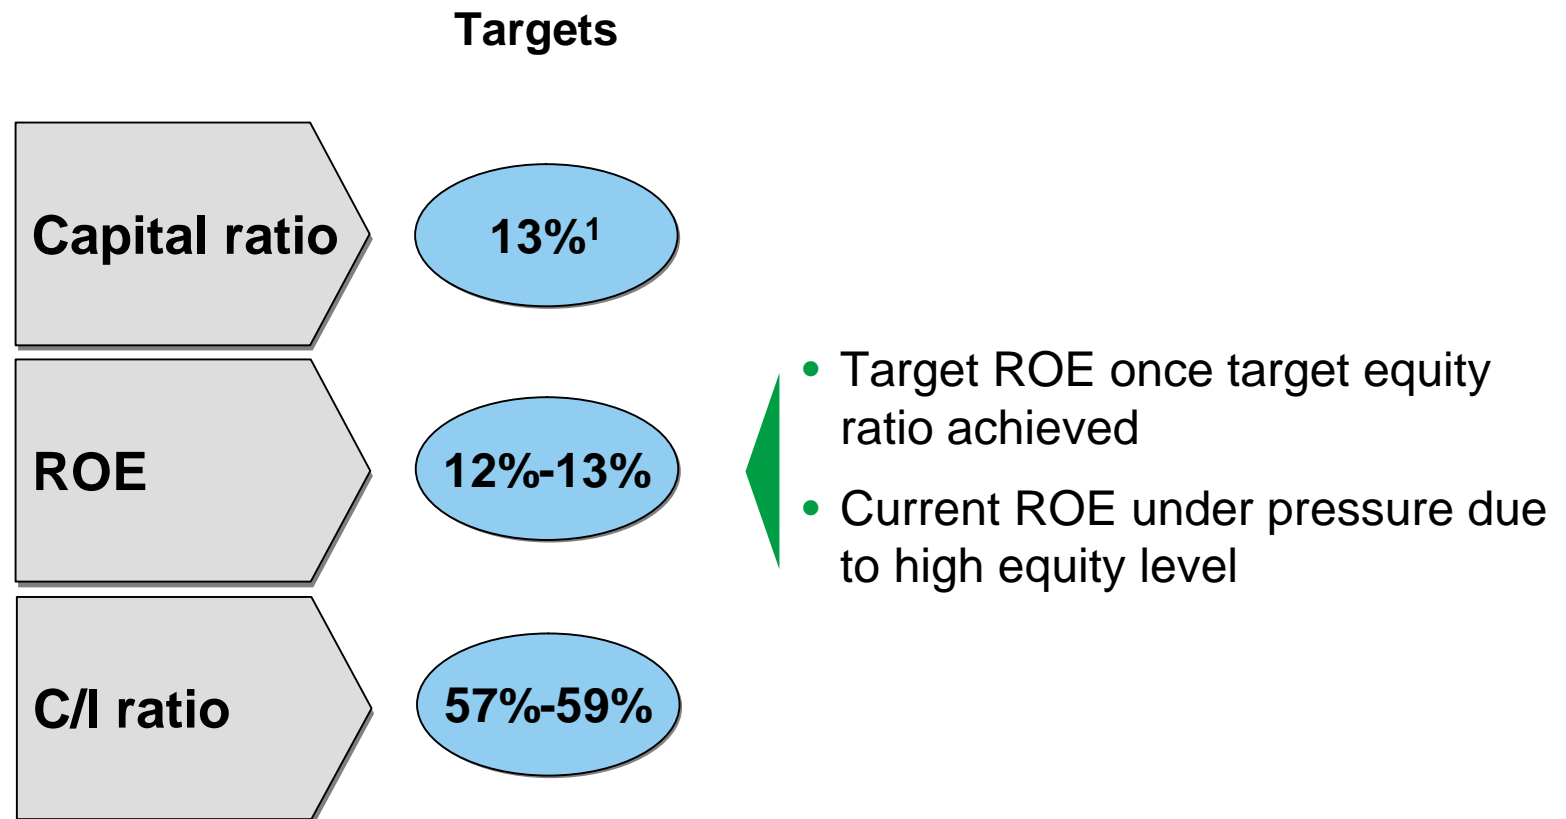 Targets
Capital ratio
13%¹
ROE
12%-13%
• Target ROE once target equity
ratio achieved
• Current ROE under pressure due
to high equity level
C/I ratio
57%-59%